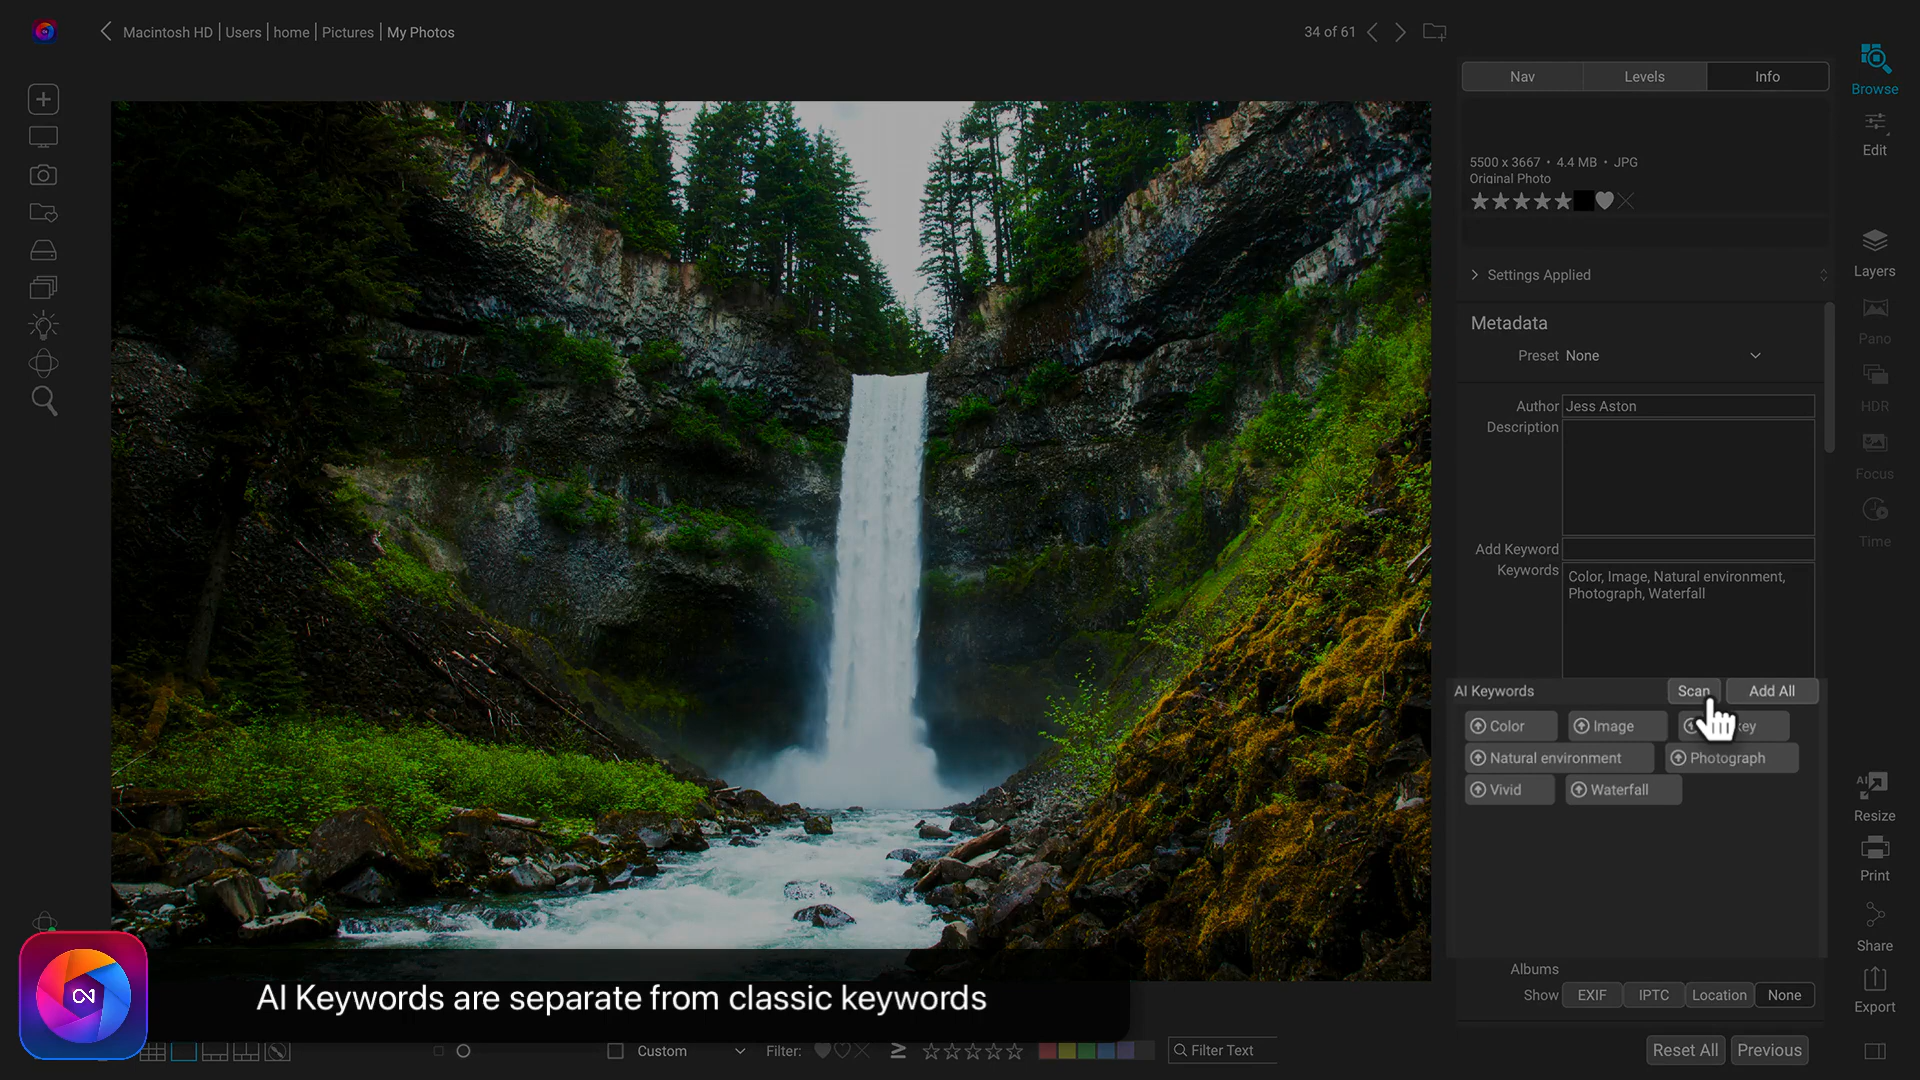 Macintosh HD | Users | home | Pictures | My Photos
34 of 61
Nav Levels Info
Browse
5500 x 3667 • 4.4 MB • JPG
Original Photo
Edit
Settings Applied
Layers
Metadata
Preset None
Pano
Author Jess Aston
HDR
Description
Focus
Time
Add Keyword
Keywords Color, Image, Natural environment,
Photograph, Waterfall
AI Keywords Scan Add All
Color Image
Natural environment Photograph
Vivid Waterfall
AI
Resize
Print
Share
Albums
Show EXIF IPTC Location None
Export
AI Keywords are separate from classic keywords
Custom Filter: Filter Text
Reset All Previous